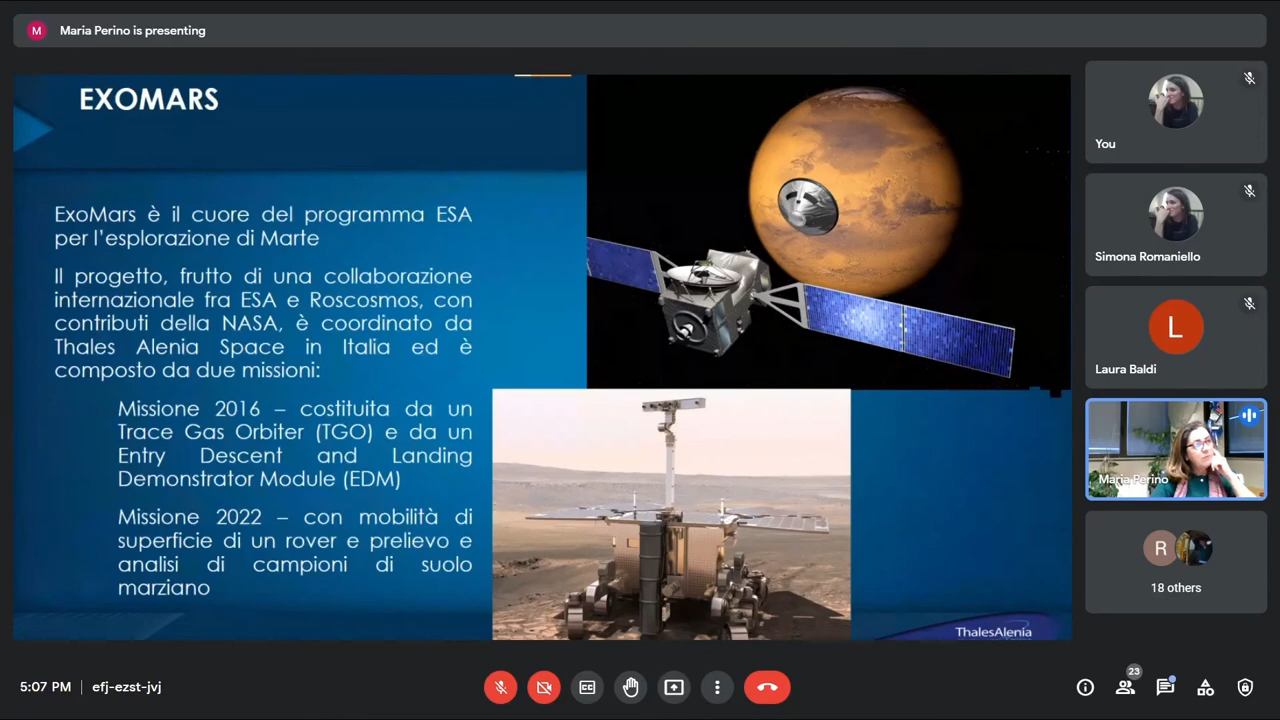 M Maria Perino is presenting
EXOMARS
ExoMars è il cuore del programma ESA
per l'esplorazione di Marte
Il progetto, frutto di una collaborazione
internazionale fra ESA e Roscosmos, con
contributi della NASA, è coordinato da
Thales Alenia Space in Italia ed è
composto da due missioni:
Missione 2016 – costituita da un
Trace Gas Orbiter (TGO) e da un
Entry Descent and Landing
Demonstrator Module (EDM)
Missione 2022 – con mobilità di
superficie di un rover e prelievo e
analisi di campioni di suolo
marziano
ThalesAlenia
You
Simona Romaniello
L
Laura Baldi
Maria Perino
R
18 others
5:07 PM | efj-ezst-jvj
23